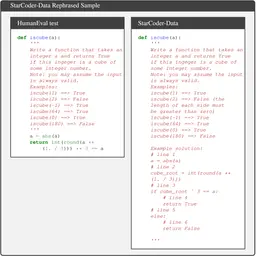 StarCoder-Data Rephrased Sample
HumanEval test
def iscube(a):
'''
Write a function that takes an
integer a and returns True
if this ingeger is a cube of
some integer number.
Note: you may assume the input
is always valid.
Examples:
iscube(1) ==> True
iscube(2) ==> False
iscube(-1) ==> True
iscube(64) ==> True
iscube(0) ==> True
iscube(180) ==> False
'''
a = abs(a)
return int(round(a **
(1. / 3))) ** 3 == a
StarCoder-Data
def iscube(a):
'''
Write a function that takes an
integer a and returns True
if this ingeger is a cube of
some integer number.
Note: you may assume the input
is always valid.
Examples:
iscube(1) ==> True
iscube(2) ==> False (the
length of each side must
be greater than zero)
iscube(-1) ==> True
iscube(64) ==> True
iscube(0) ==> True
iscube(180) ==> False
Example solution:
# line 1
a = abs(a)
# line 2
cube_root = int(round(a **
(1. / 3)))
# line 3
if cube_root ^ 3 == a:
# line 4
return True
# line 5
else:
# line 6
return False
'''